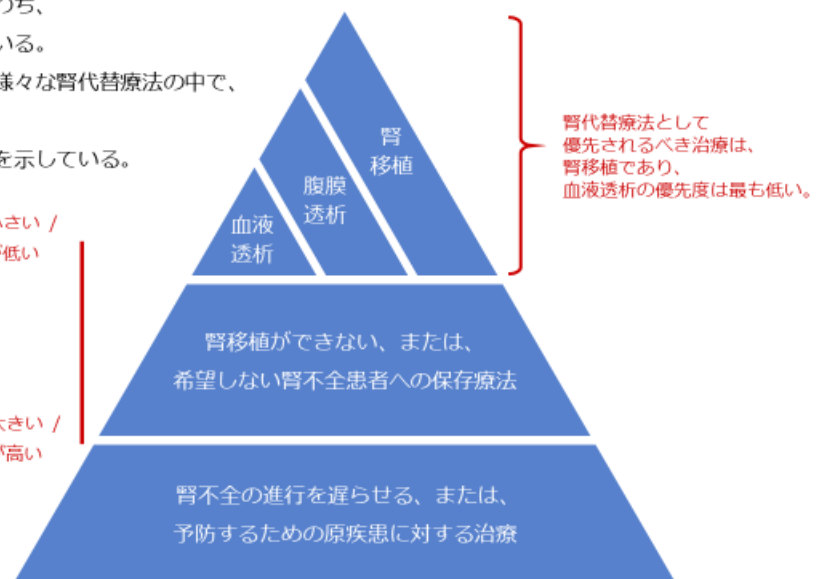 いる。
様々な腎代替療法の中で、
を示している。
腎
移植
腹膜
透析
血液
透析
腎代替療法として
優先されるべき治療は、
腎移植であり、
血液透析の優先度は最も低い。
さい /
低い
腎移植ができない、または、
希望しない腎不全患者への保存療法
きい /
高い
腎不全の進行を遅らせる、または、
予防するための原疾患に対する治療